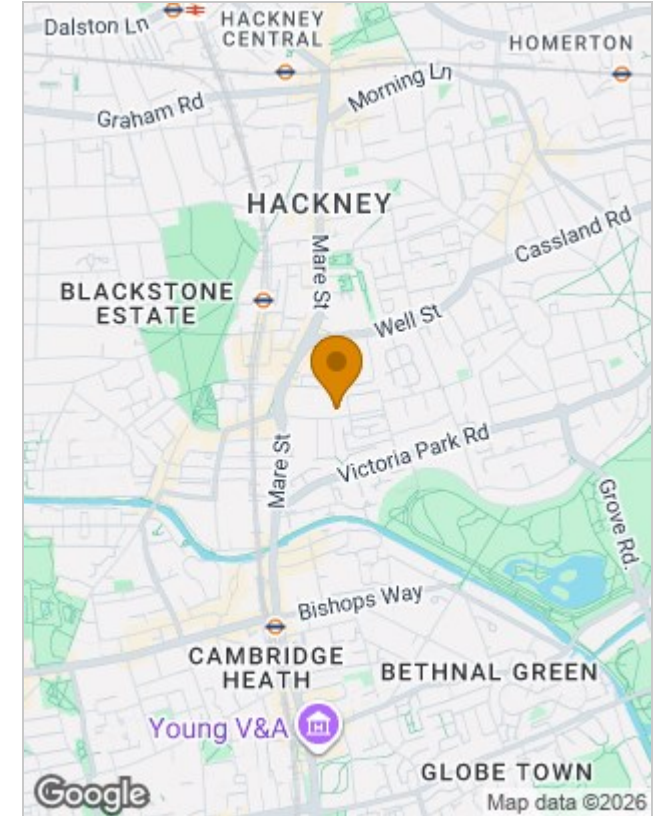 Dalston Ln
HACKNEY
CENTRAL
HOMERTON
Morning Ln
Graham Rd
HACKNEY
Mare St
Cassland Rd
BLACKSTONE
ESTATE
Well St
Mare St
Victoria Park Rd
Grove Rd.
Bishops Way
CAMBRIDGE
HEATH
BETHNAL GREEN
Young V&A
GLOBE TOWN
Google
Map data ©2026